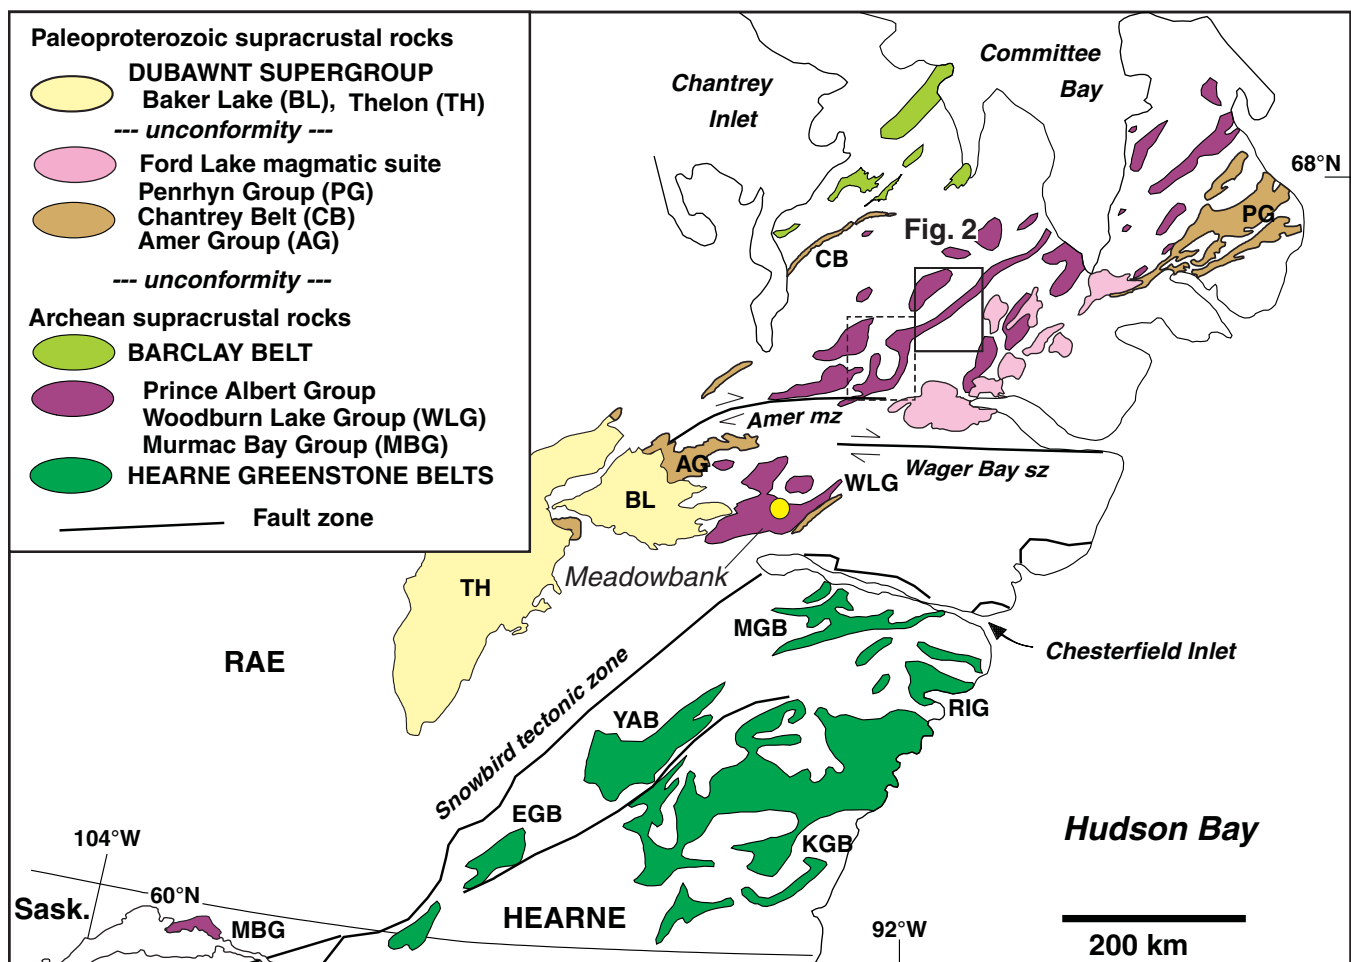 Paleoproterozoic supracrustal rocks
DUBAWNT SUPERGROUP
Baker Lake (BL), Thelon (TH)
--- unconformity ---
Ford Lake magmatic suite
Penrhyn Group (PG)
Chantrey Belt (CB)
Amer Group (AG)
--- unconformity ---
Archean supracrustal rocks
BARCLAY BELT
Prince Albert Group
Woodburn Lake Group (WLG)
Murmac Bay Group (MBG)
HEARNE GREENSTONE BELTS
Fault zone
Chantrey
Inlet
Committee
Bay
68°N
PG
Fig. 2
CB
Amer mz
Wager Bay sz
AG
WLG
BL
Meadowbank
TH
MGB
Chesterfield Inlet
RAE
RIG
YAB
Snowbird tectonic zone
EGB
KGB
Hudson Bay
104°W
60°N
Sask.
MBG
HEARNE
92°W
200 km